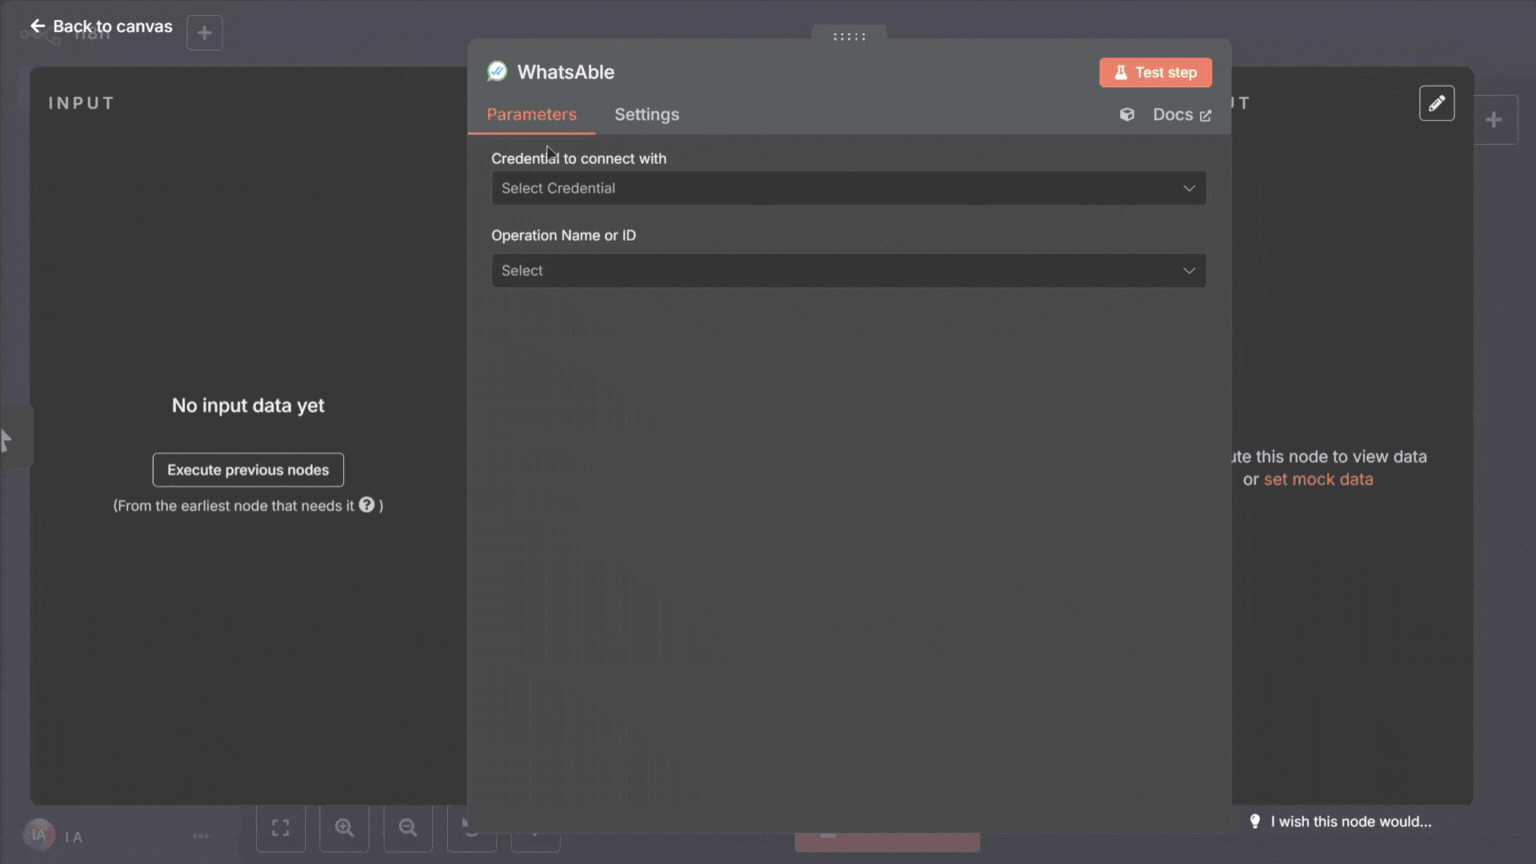 Back to canvas
n8n
INPUT
WhatsAble
Test step
Parameters
Settings
Docs
UT
Credential to connect with
Select Credential
Operation Name or ID
Select
No input data yet
Execute previous nodes
(From the earliest node that needs it ? )
ute this node to view data
or set mock data
IA
I A
I wish this node would...